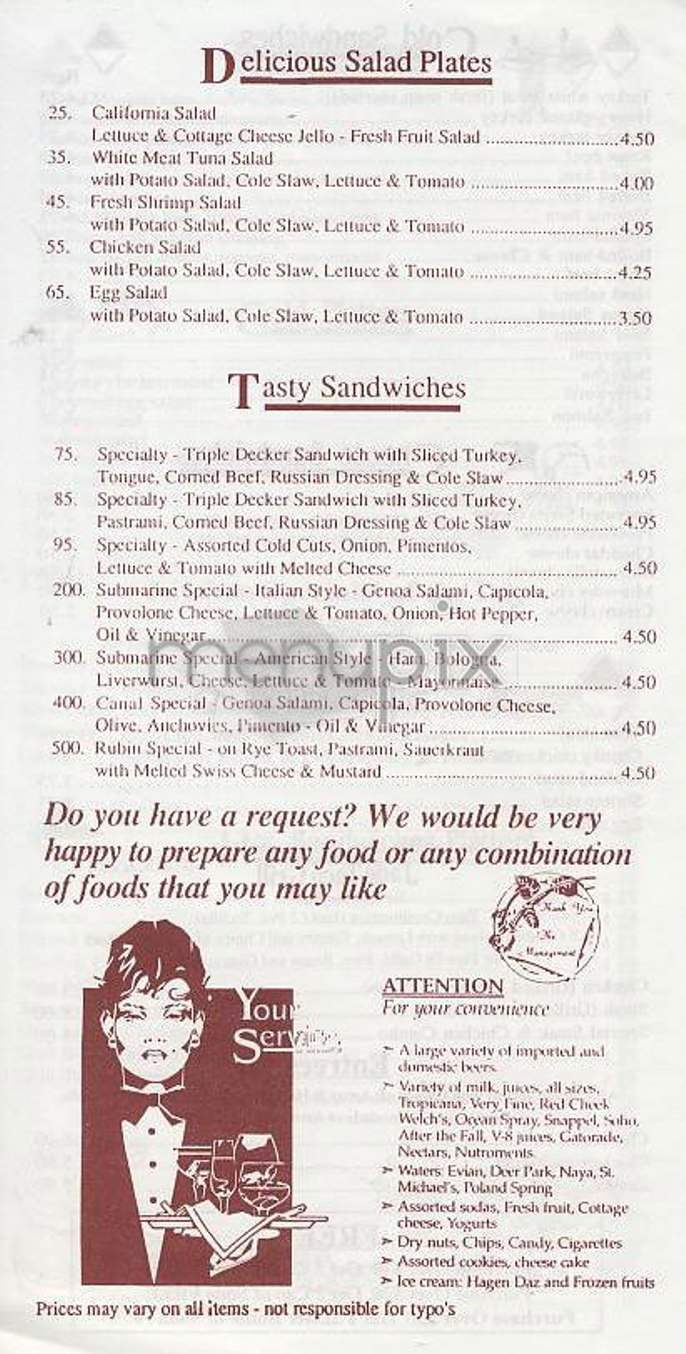 Delicious Salad Plates
25. California Salad
Lettuce & Cottage Cheese Jello - Fresh Fruit Salad ............................4.50
35. White Meat Tuna Salad
with Potato Salad, Cole Slaw, Lettuce & Tomato ...............................4.00
45. Fresh Shrimp Salad
with Potato Salad, Cole Slaw, Lettuce & Tomato ...............................4.95
55. Chicken Salad
with Potato Salad, Cole Slaw, Lettuce & Tomato ...............................4.25
65. Egg Salad
with Potato Salad, Cole Slaw, Lettuce & Tomato ...............................3.50
Tasty Sandwiches
75. Specialty - Triple Decker Sandwich with Sliced Turkey,
Tongue, Corned Beef, Russian Dressing & Cole Slaw.........................4.95
85. Specialty - Triple Decker Sandwich with Sliced Turkey,
Pastrami, Corned Beef, Russian Dressing & Cole Slaw .......................4.95
95. Specialty - Assorted Cold Cuts, Onion, Pimentos,
Lettuce & Tomato with Melted Cheese ............................................... 4.50
200. Submarine Special - Italian Style - Genoa Salami, Capicola,
Provolone Cheese, Lettuce & Tomato, Onion, Hot Pepper,
Oil & Vinegar......................................................................................... 4.50
300. Submarine Special - American Style - Ham, Bologna,
Liverwurst, Cheese, Lettuce & Tomato - Mayonnaise......................... 4.50
400. Canal Special - Genoa Salami, Capicola, Provolone Cheese,
Olive, Anchovies, Pimento - Oil & Vinegar ......................................... 4.50
500. Rubin Special - on Rye Toast, Pastrami, Sauerkraut
with Melted Swiss Cheese & Mustard .................................................. 4.50
menupix
Do you have a request? We would be very
happy to prepare any food or any combination
of foods that you may like
Thank You
The
Management
Your
Service
ATTENTION
For your convenience
➢ A large variety of imported and
domestic beers.
➢ Variety of milk, juices, all sizes,
Tropicana, Very Fine, Red Cheek
Welch's, Ocean Spray, Snappel, Soho,
After the Fall, V-8 juices, Gatorade,
Nectars, Nutroments.
➢ Waters: Evian, Deer Park, Naya, St.
Michael's, Poland Spring
➢ Assorted sodas, Fresh fruit, Cottage
cheese, Yogurts
➢ Dry nuts, Chips, Candy, Cigarettes
➢ Assorted cookies, cheese cake
➢ Ice cream: Hagen Daz and Frozen fruits
Prices may vary on all items - not responsible for typo's